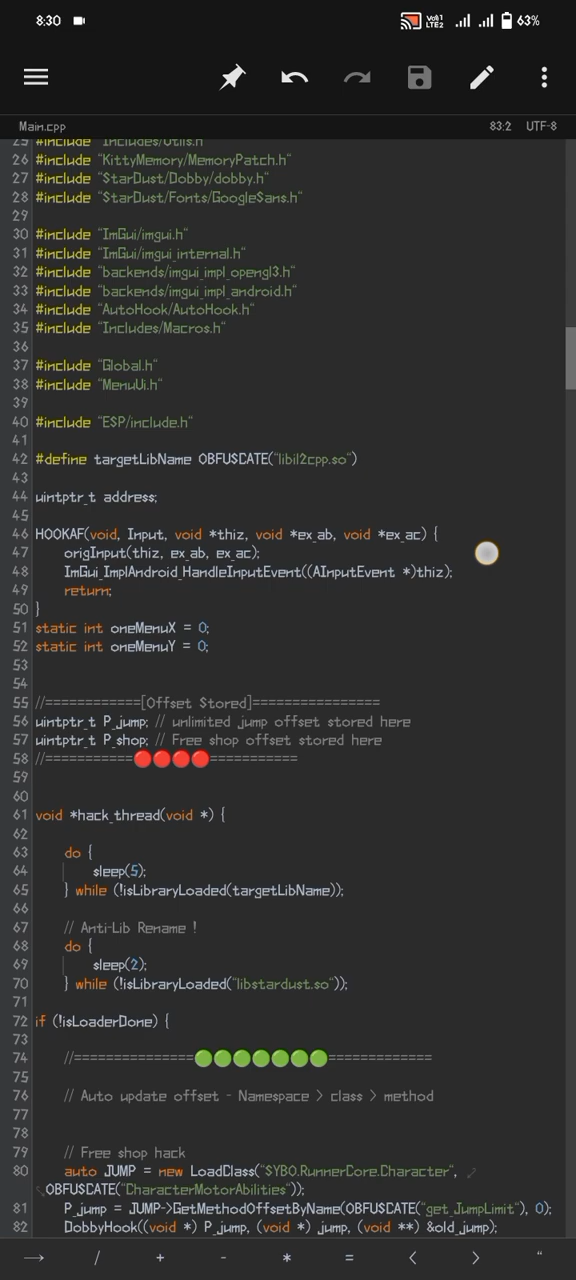 8:30 Vo)) LTE2 63%
Main.cpp 83:2 UTF-8
25 #include "Includes/Utils.h"
26 #include "KittyMemory/MemoryPatch.h"
27 #include "StarDust/Dobby/dobby.h"
28 #include "StarDust/Fonts/GoogleSans.h"
29
30 #include "ImGui/imgui.h"
31 #include "ImGui/imgui_internal.h"
32 #include "backends/imgui_impl_opengl3.h"
33 #include "backends/imgui_impl_android.h"
34 #include "AutoHook/AutoHook.h"
35 #include "Includes/Macros.h"
36
37 #include "Global.h"
38 #include "MenuUi.h"
39
40 #include "ESP/include.h"
41
42 #define targetLibName OBFUSCATE("libil2cpp.so")
43
44 uintptr_t address;
45
46 HOOKAF(void, Input, void *thiz, void *ex_ab, void *ex_ac) {
47 origInput(thiz, ex_ab, ex_ac);
48 ImGui_ImplAndroid_HandleInputEvent((AInputEvent *)thiz);
49 return;
50 }
51 static int oneMenuX = 0;
52 static int oneMenuY = 0;
53
54
55 //============[Offset Stored]================
56 uintptr_t P_jump; // unlimited jump offset stored here
57 uintptr_t P_shop; // Free shop offset stored here
58 //===========🔴🔴🔴🔴===========
59
60
61 void *hack_thread(void *) {
62
63 do {
64 sleep(5);
65 } while (!isLibraryLoaded(targetLibName));
66
67 // Anti-Lib Rename !
68 do {
69 sleep(2);
70 } while (!isLibraryLoaded("libstardust.so"));
71
72 if (!isLoaderDone) {
73
74 //===============🟢🟢🟢🟢🟢🟢🟢=============
75
76 // Auto update offset - Namespace > class > method
77
78
79 // Free shop hack
80 auto JUMP = new LoadClass("SYBO.RunnerCore.Character",
OBFUSCATE("CharacterMotorAbilities"));
81 P_jump = JUMP->GetMethodOffsetByName(OBFUSCATE("get_JumpLimit"), 0);
82 DobbyHook((void *) P_jump, (void *) jump, (void **) &old_jump);
→ / + - * = < > "